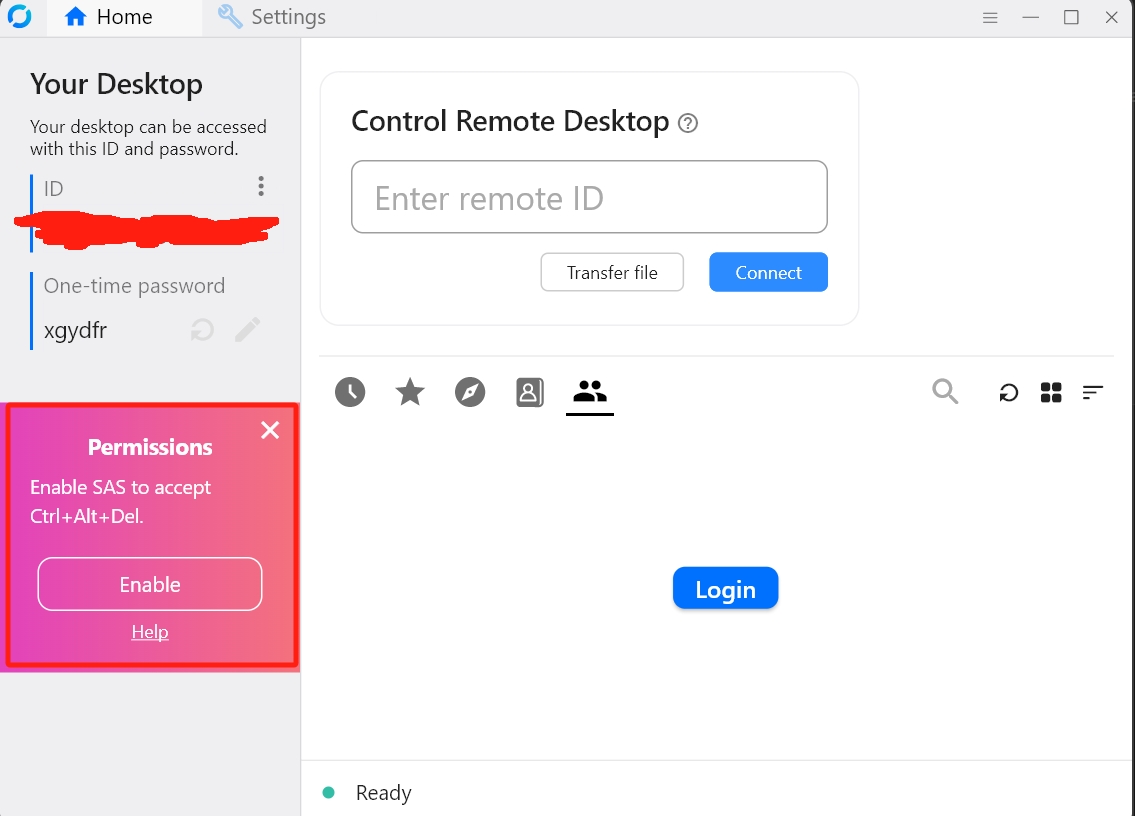 Home
Settings
Your Desktop
Your desktop can be accessed
with this ID and password.
ID
One-time password
xgydfr
Permissions
Enable SAS to accept
Ctrl+Alt+Del.
Enable
Help
Control Remote Desktop
Enter remote ID
Transfer file
Connect
Login
Ready